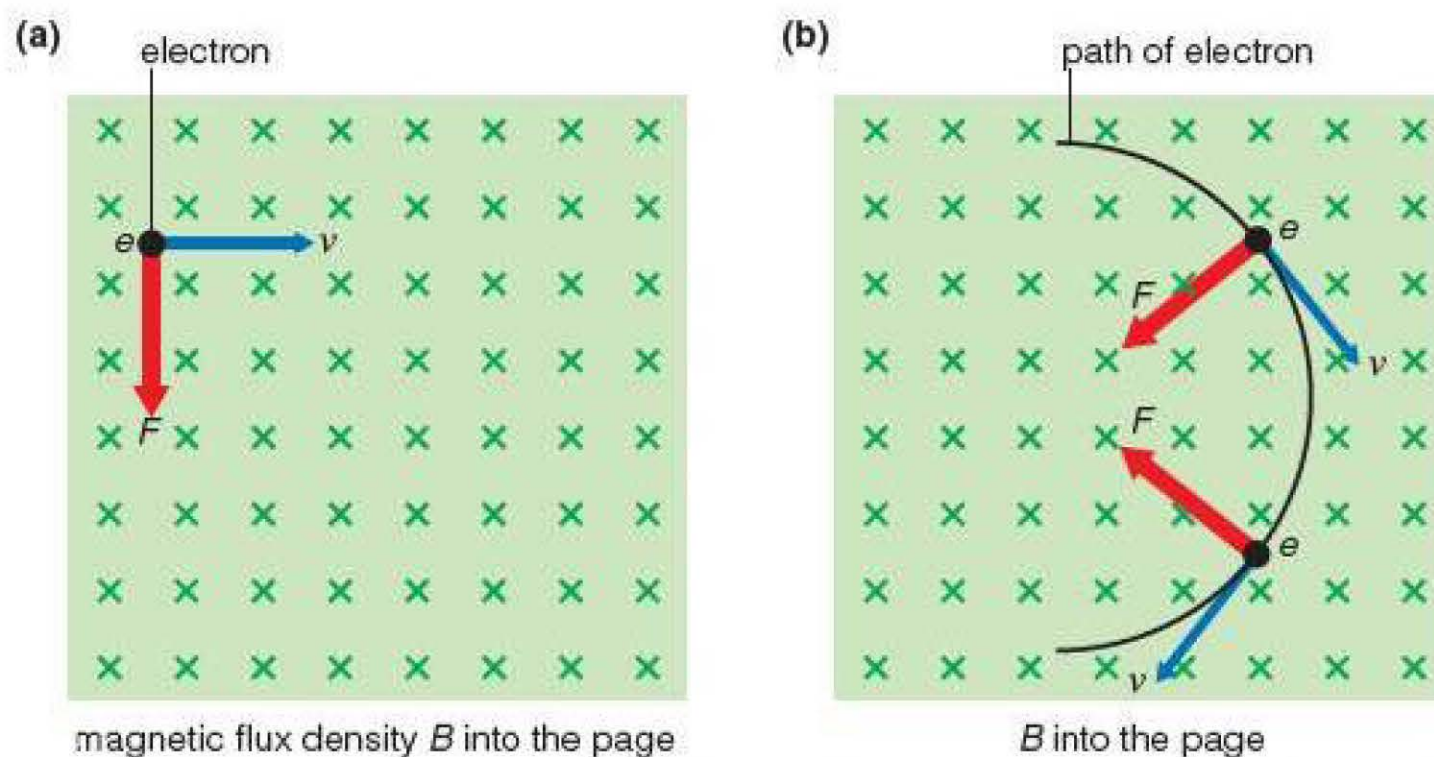 (a)
electron
e
v
F
magnetic flux density B into the page
(b)
path of electron
e
F
v
F
e
v
B into the page